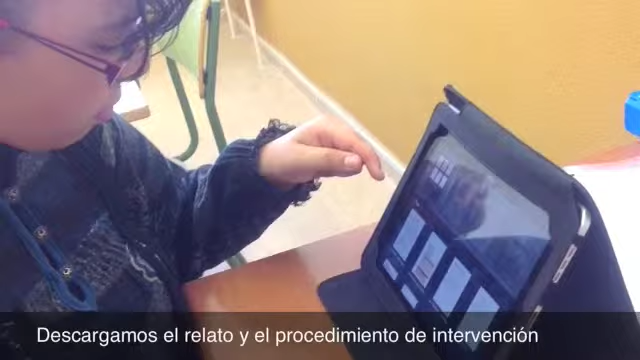 Descargamos el relato y el procedimiento de intervención